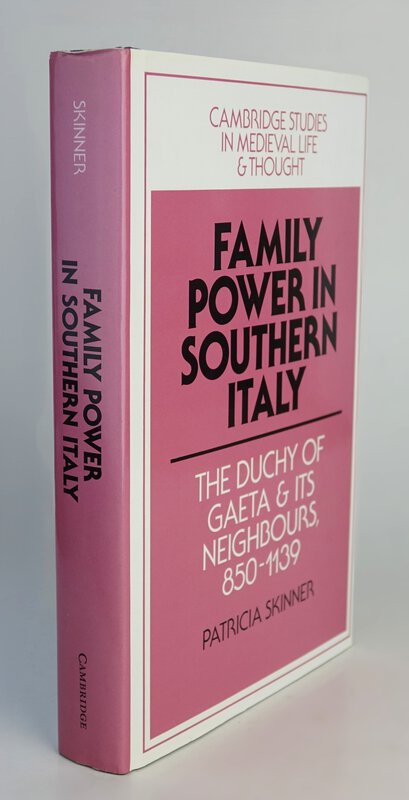 SKINNER
FAMILY POWER
IN SOUTHERN ITALY
CAMBRIDGE
CAMBRIDGE STUDIES
IN MEDIEVAL LIFE
& THOUGHT
FAMILY
POWER IN
SOUTHERN
ITALY
THE DUCHY OF
GAETA & ITS
NEIGHBOURS,
850-1139
PATRICIA SKINNER